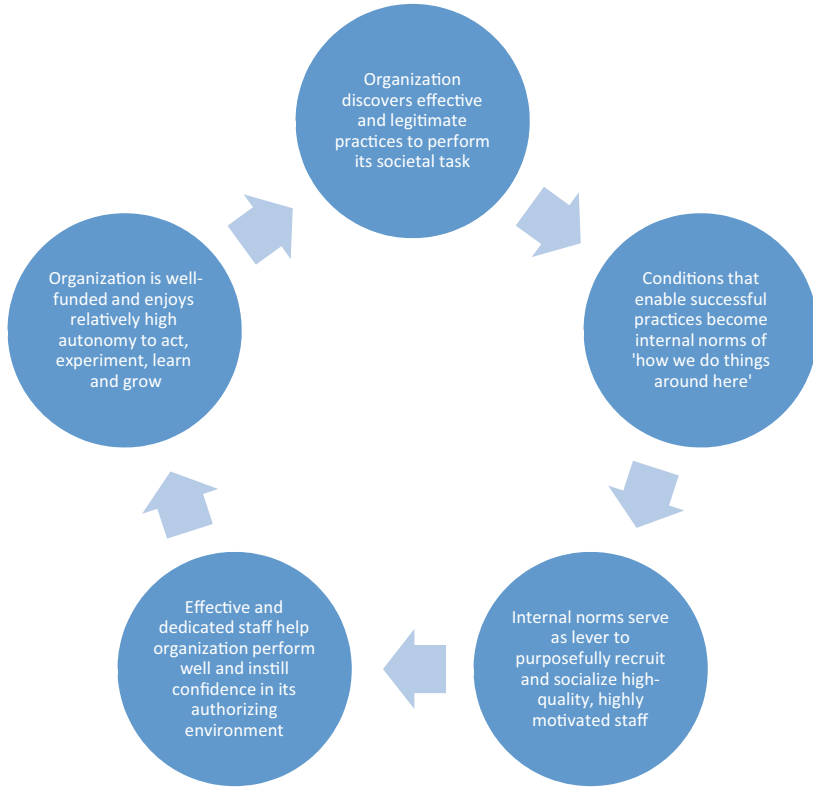 Organization
discovers effective
and legitimate
practices to perform
its societal task
Conditions that
enable successful
practices become
internal norms of
'how we do things
around here'
Internal norms serve
as lever to
purposefully recruit
and socialize high-
quality, highly
motivated staff
Effective and
dedicated staff help
organization perform
well and instill
confidence in its
authorizing
environment
Organization is well-
funded and enjoys
relatively high
autonomy to act,
experiment, learn
and grow